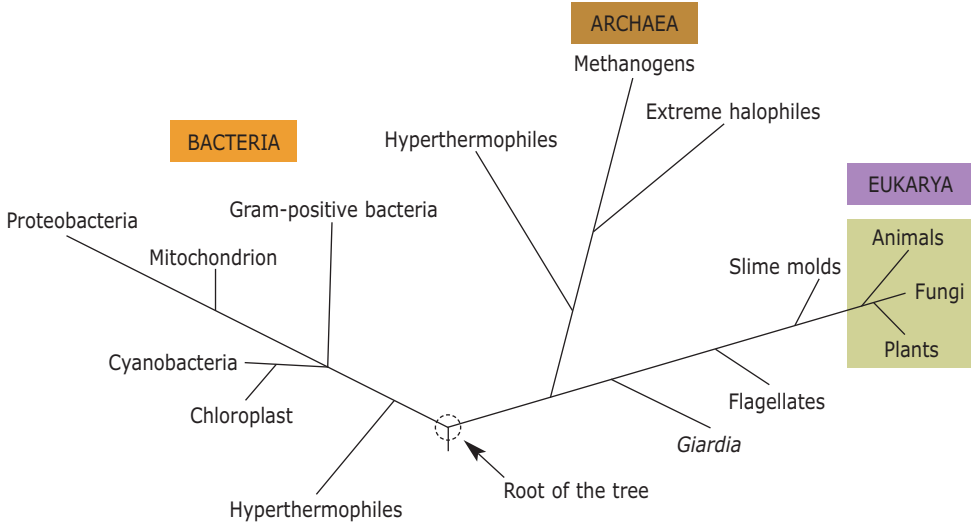 ARCHAEA
Methanogens
Extreme halophiles
Hyperthermophiles
BACTERIA
EUKARYA
Gram-positive bacteria
Proteobacteria
Animals
Mitochondrion
Slime molds
Fungi
Plants
Cyanobacteria
Chloroplast
Flagellates
Giardia
Root of the tree
Hyperthermophiles